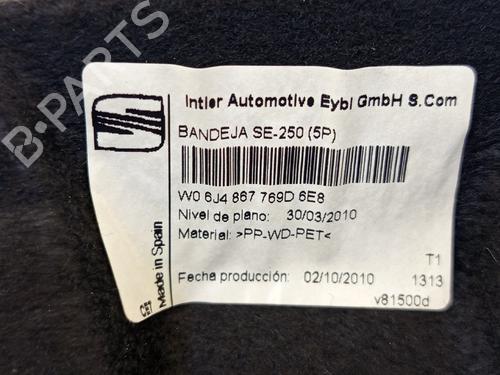 B-PARTS
Intier Automotive Eybl GmbH S.Com
BANDEJA SE-250 (5P)
W0 6J4 867 769D 6E8
Nivel de plano: 30/03/2010
Material: >PP-WD-PET<
T1
Fecha producción: 02/10/2010 1313
v81500d
Made in Spain